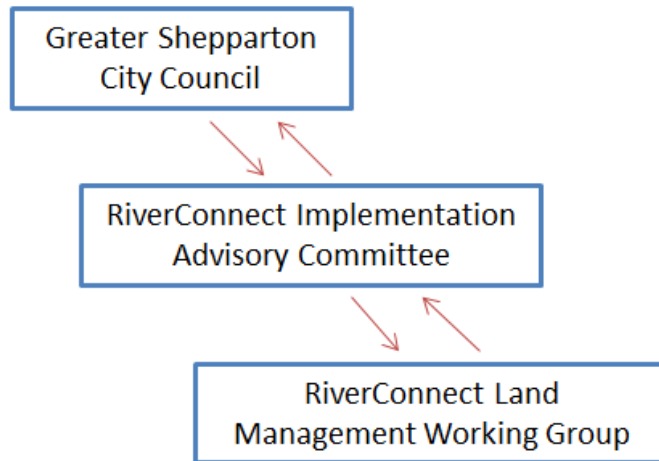 Greater Shepparton
City Council
RiverConnect Implementation
Advisory Committee
RiverConnect Land
Management Working Group